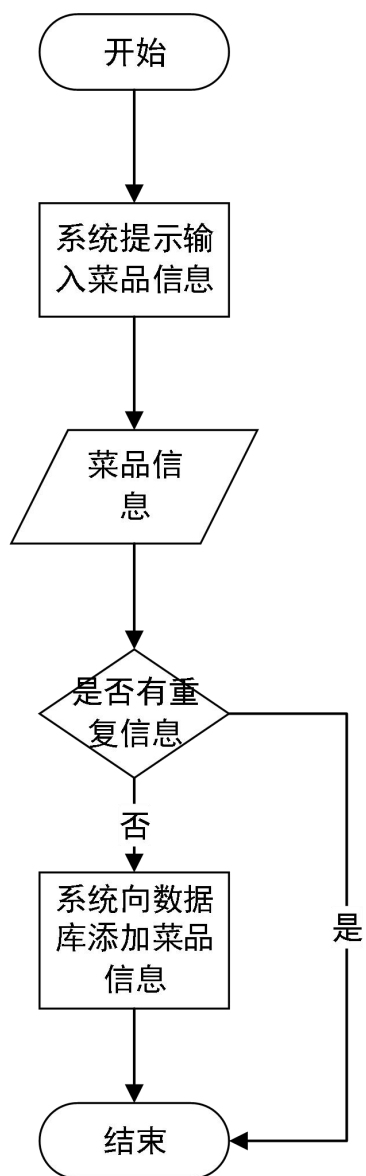 开始
系统提示输
入菜品信息
菜品信
息
是否有重
复信息
否
系统向数据
库添加菜品
信息
是
结束